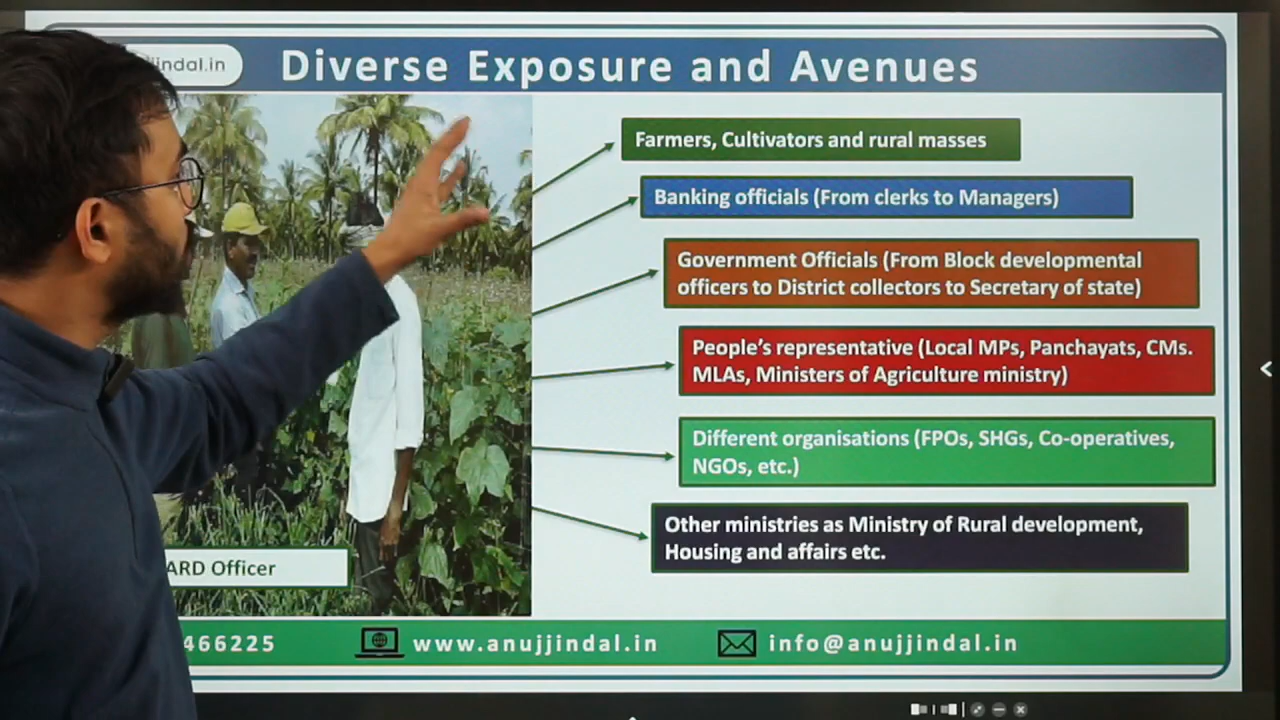 jindal.in
Diverse Exposure and Avenues
Farmers, Cultivators and rural masses
Banking officials (From clerks to Managers)
Government Officials (From Block developmental
officers to District collectors to Secretary of state)
People's representative (Local MPs, Panchayats, CMs.
MLAs, Ministers of Agriculture ministry)
Different organisations (FPOs, SHGs, Co-operatives,
NGOs, etc.)
Other ministries as Ministry of Rural development,
Housing and affairs etc.
ARD Officer
466225
www.anujjindal.in
info@anujjindal.in